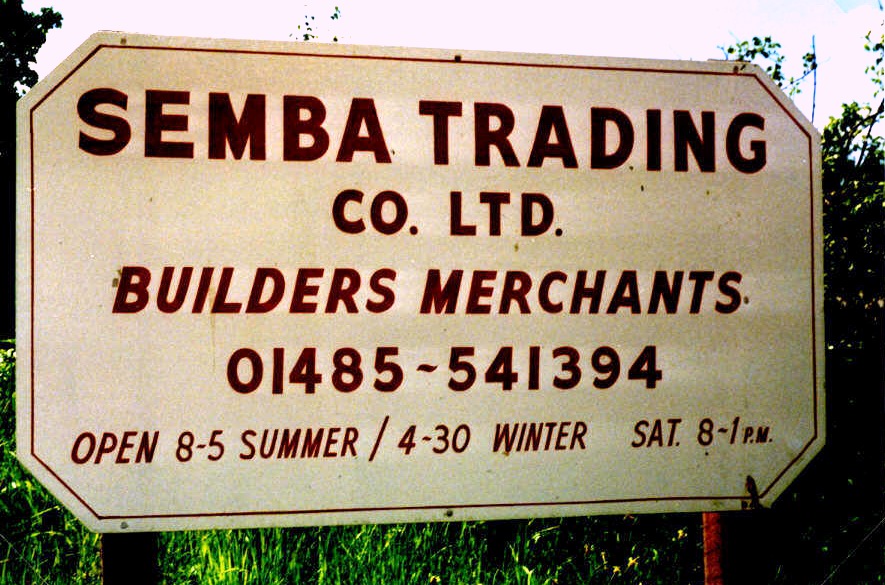 SEMBA TRADING
CO. LTD.
BUILDERS MERCHANTS.
01485~541394
OPEN 8-5 SUMMER / 4~30 WINTER SAT. 8~1 P.M.